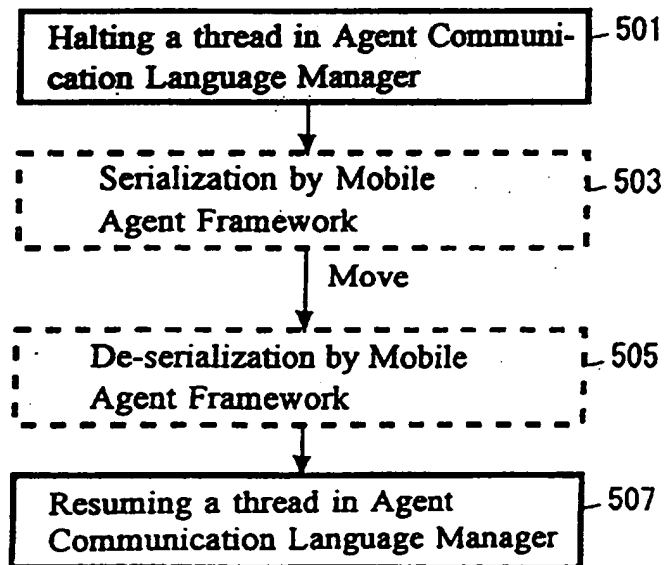 Halting a thread in Agent Communi-
cation Language Manager
501
Serialization by Mobile
Agent Framework
503
Move
De-serialization by Mobile
Agent Framework
505
Resuming a thread in Agent
Communication Language Manager
507